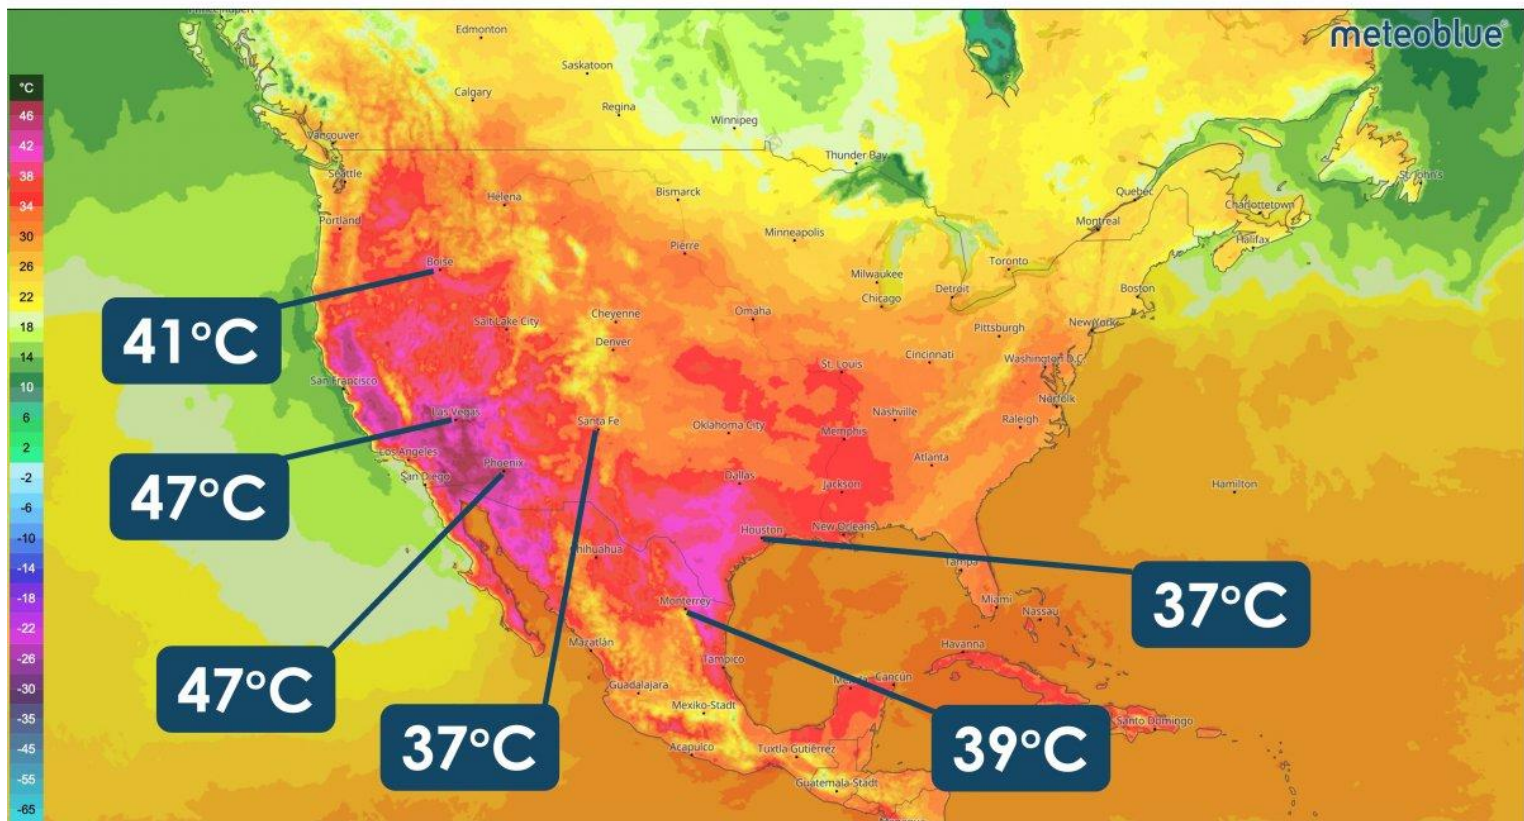 Prince Rupert
meteoblue
Edmonton
Saskatoon
°C
46
42
38
34
30
26
22
18
14
10
6
2
-2
-6
-10
-14
-18
-22
-26
-30
-35
-45
-55
-65
Calgary
Regina
Winnipeg
Vancouver
Thunder Bay
Seattle
Helena
Bismarck
Quebec
St. John's
Charlottetown
Portland
Montreal
Minneapolis
Pierre
Halifax
Boise
Milwaukee
Toronto
Chicago
Detroit
Boston
41°C
Salt Lake City
Cheyenne
Omaha
Pittsburgh
New York
Denver
Cincinnati
Washington D.C.
St. Louis
San Francisco
Norfolk
Las Vegas
Santa Fe
Oklahoma City
Nashville
Memphis
Raleigh
Los Angeles
Phoenix
Atlanta
47°C
San Diego
Dallas
Jackson
Hamilton
Houston
New Orleans
Chihuahua
Tampa
37°C
Monterrey
Miami
Nassau
Mazatlán
Havanna
47°C
Tampico
Guadalajara
Cancún
Mexiko-Stadt
Santo Domingo
37°C
Acapulco
Tuxtla Gutiérrez
39°C
Guatemala-Stadt